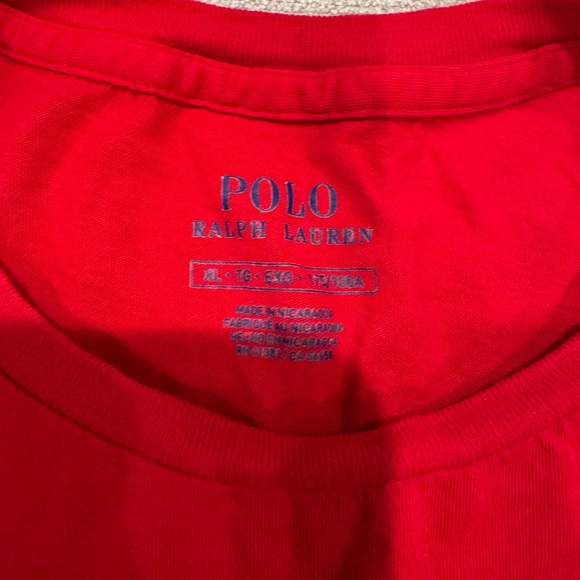 POLO
RALPH LAUREN
XL • TG • EXG •
MADE IN NICARAGUA
FABRIQUÉ AU NICARAGUA
HECHO EN NICARAGUA